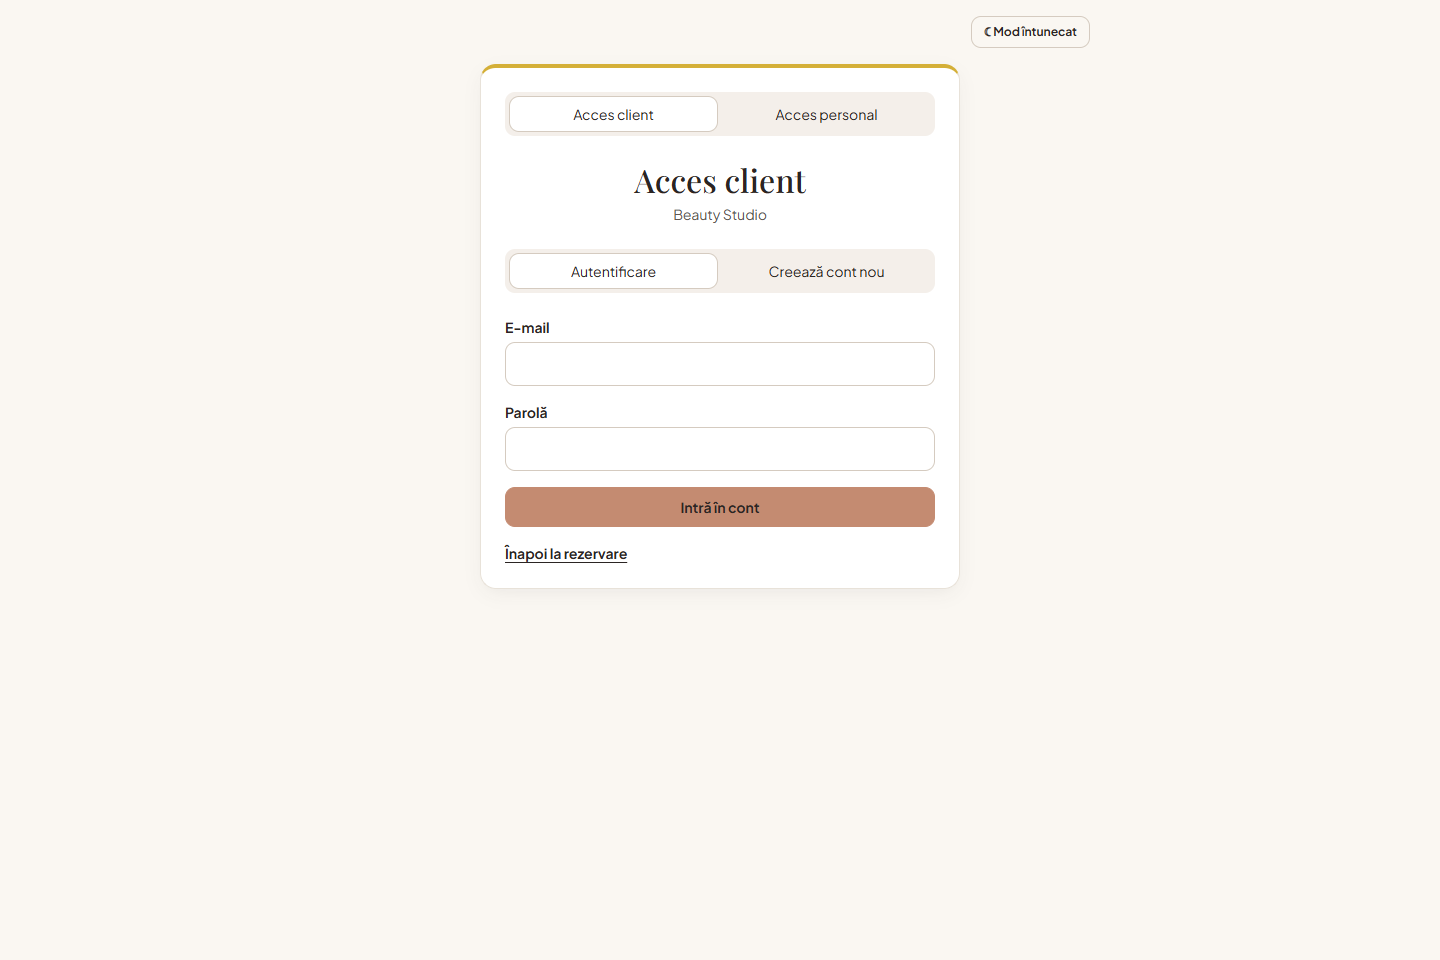 Mod întunecat
Acces client
Acces personal
Acces client
Beauty Studio
Autentificare
Creează cont nou
E-mail
Parolă
Intră în cont
Înapoi la rezervare